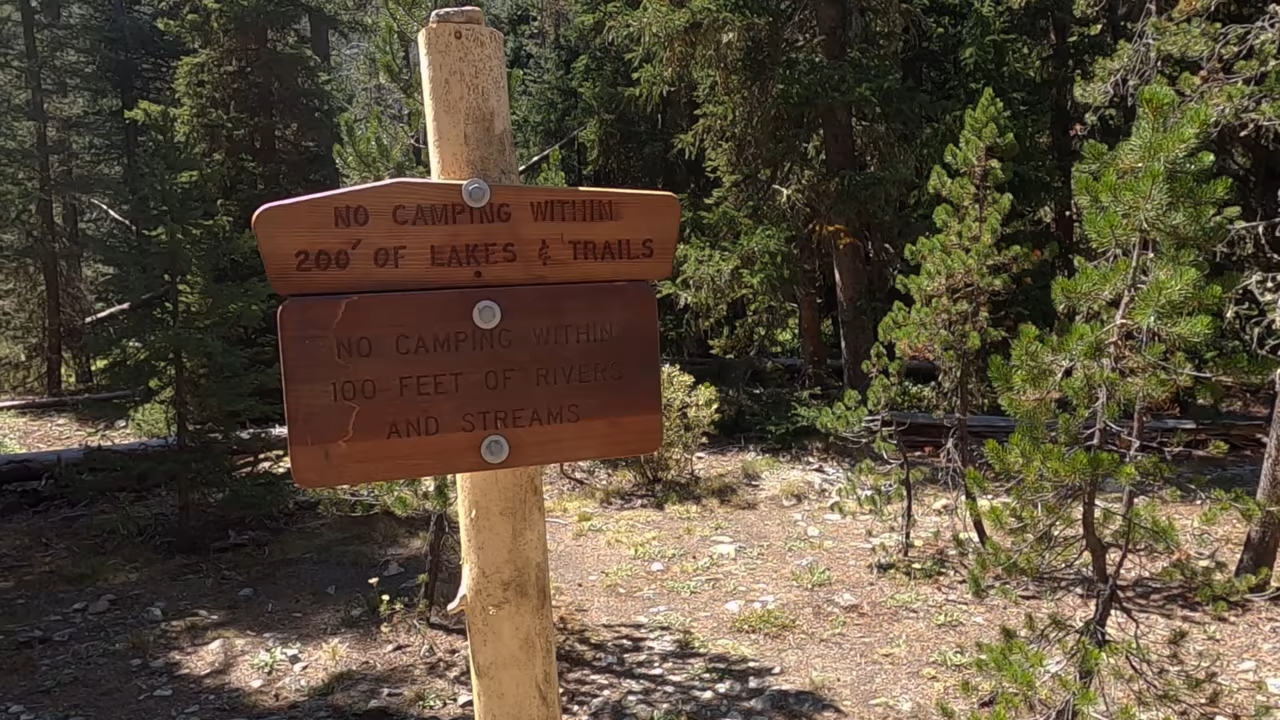 NO CAMPING WITHIN
200′ OF LAKES & TRAILS
NO CAMPING WITHIN
100 FEET OF RIVERS
AND STREAMS